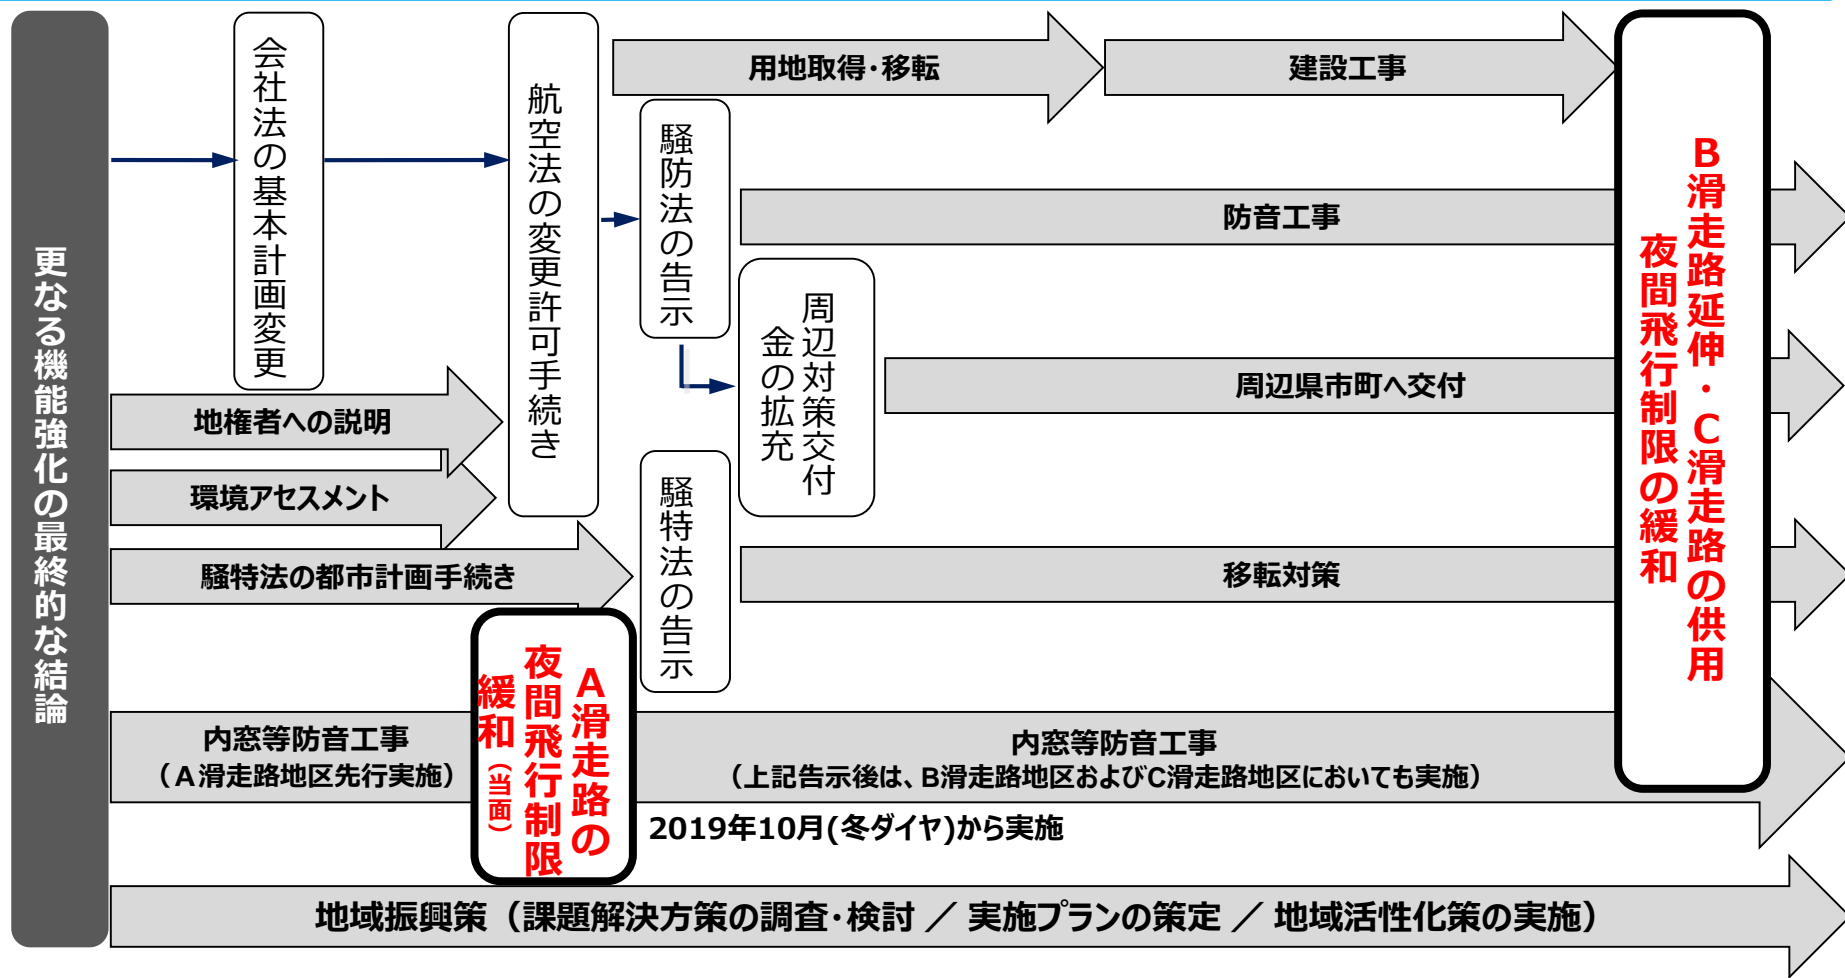 更なる機能強化の最終的な結論
会社法の基本計画変更
航空法の変更許可手続き
用地取得・移転
建設工事
騒防法の告示
防音工事
周辺対策交付
金の拡充
周辺県市町へ交付
地権者への説明
環境アセスメント
騒特法の都市計画手続き
騒特法の告示
移転対策
A滑走路の
夜間飛行制限
緩和（当面）
内窓等防音工事
（A滑走路地区先行実施）
内窓等防音工事
（上記告示後は、B滑走路地区およびC滑走路地区においても実施）
2019年10月(冬ダイヤ)から実施
B滑走路延伸・C滑走路の供用
夜間飛行制限の緩和
地域振興策（課題解決方策の調査・検討 ／ 実施プランの策定 ／ 地域活性化策の実施）